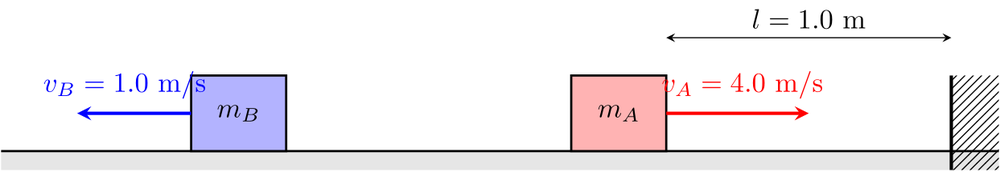 l = 1.0 m
v_B = 1.0 m/s
v_A = 4.0 m/s
m_B
m_A